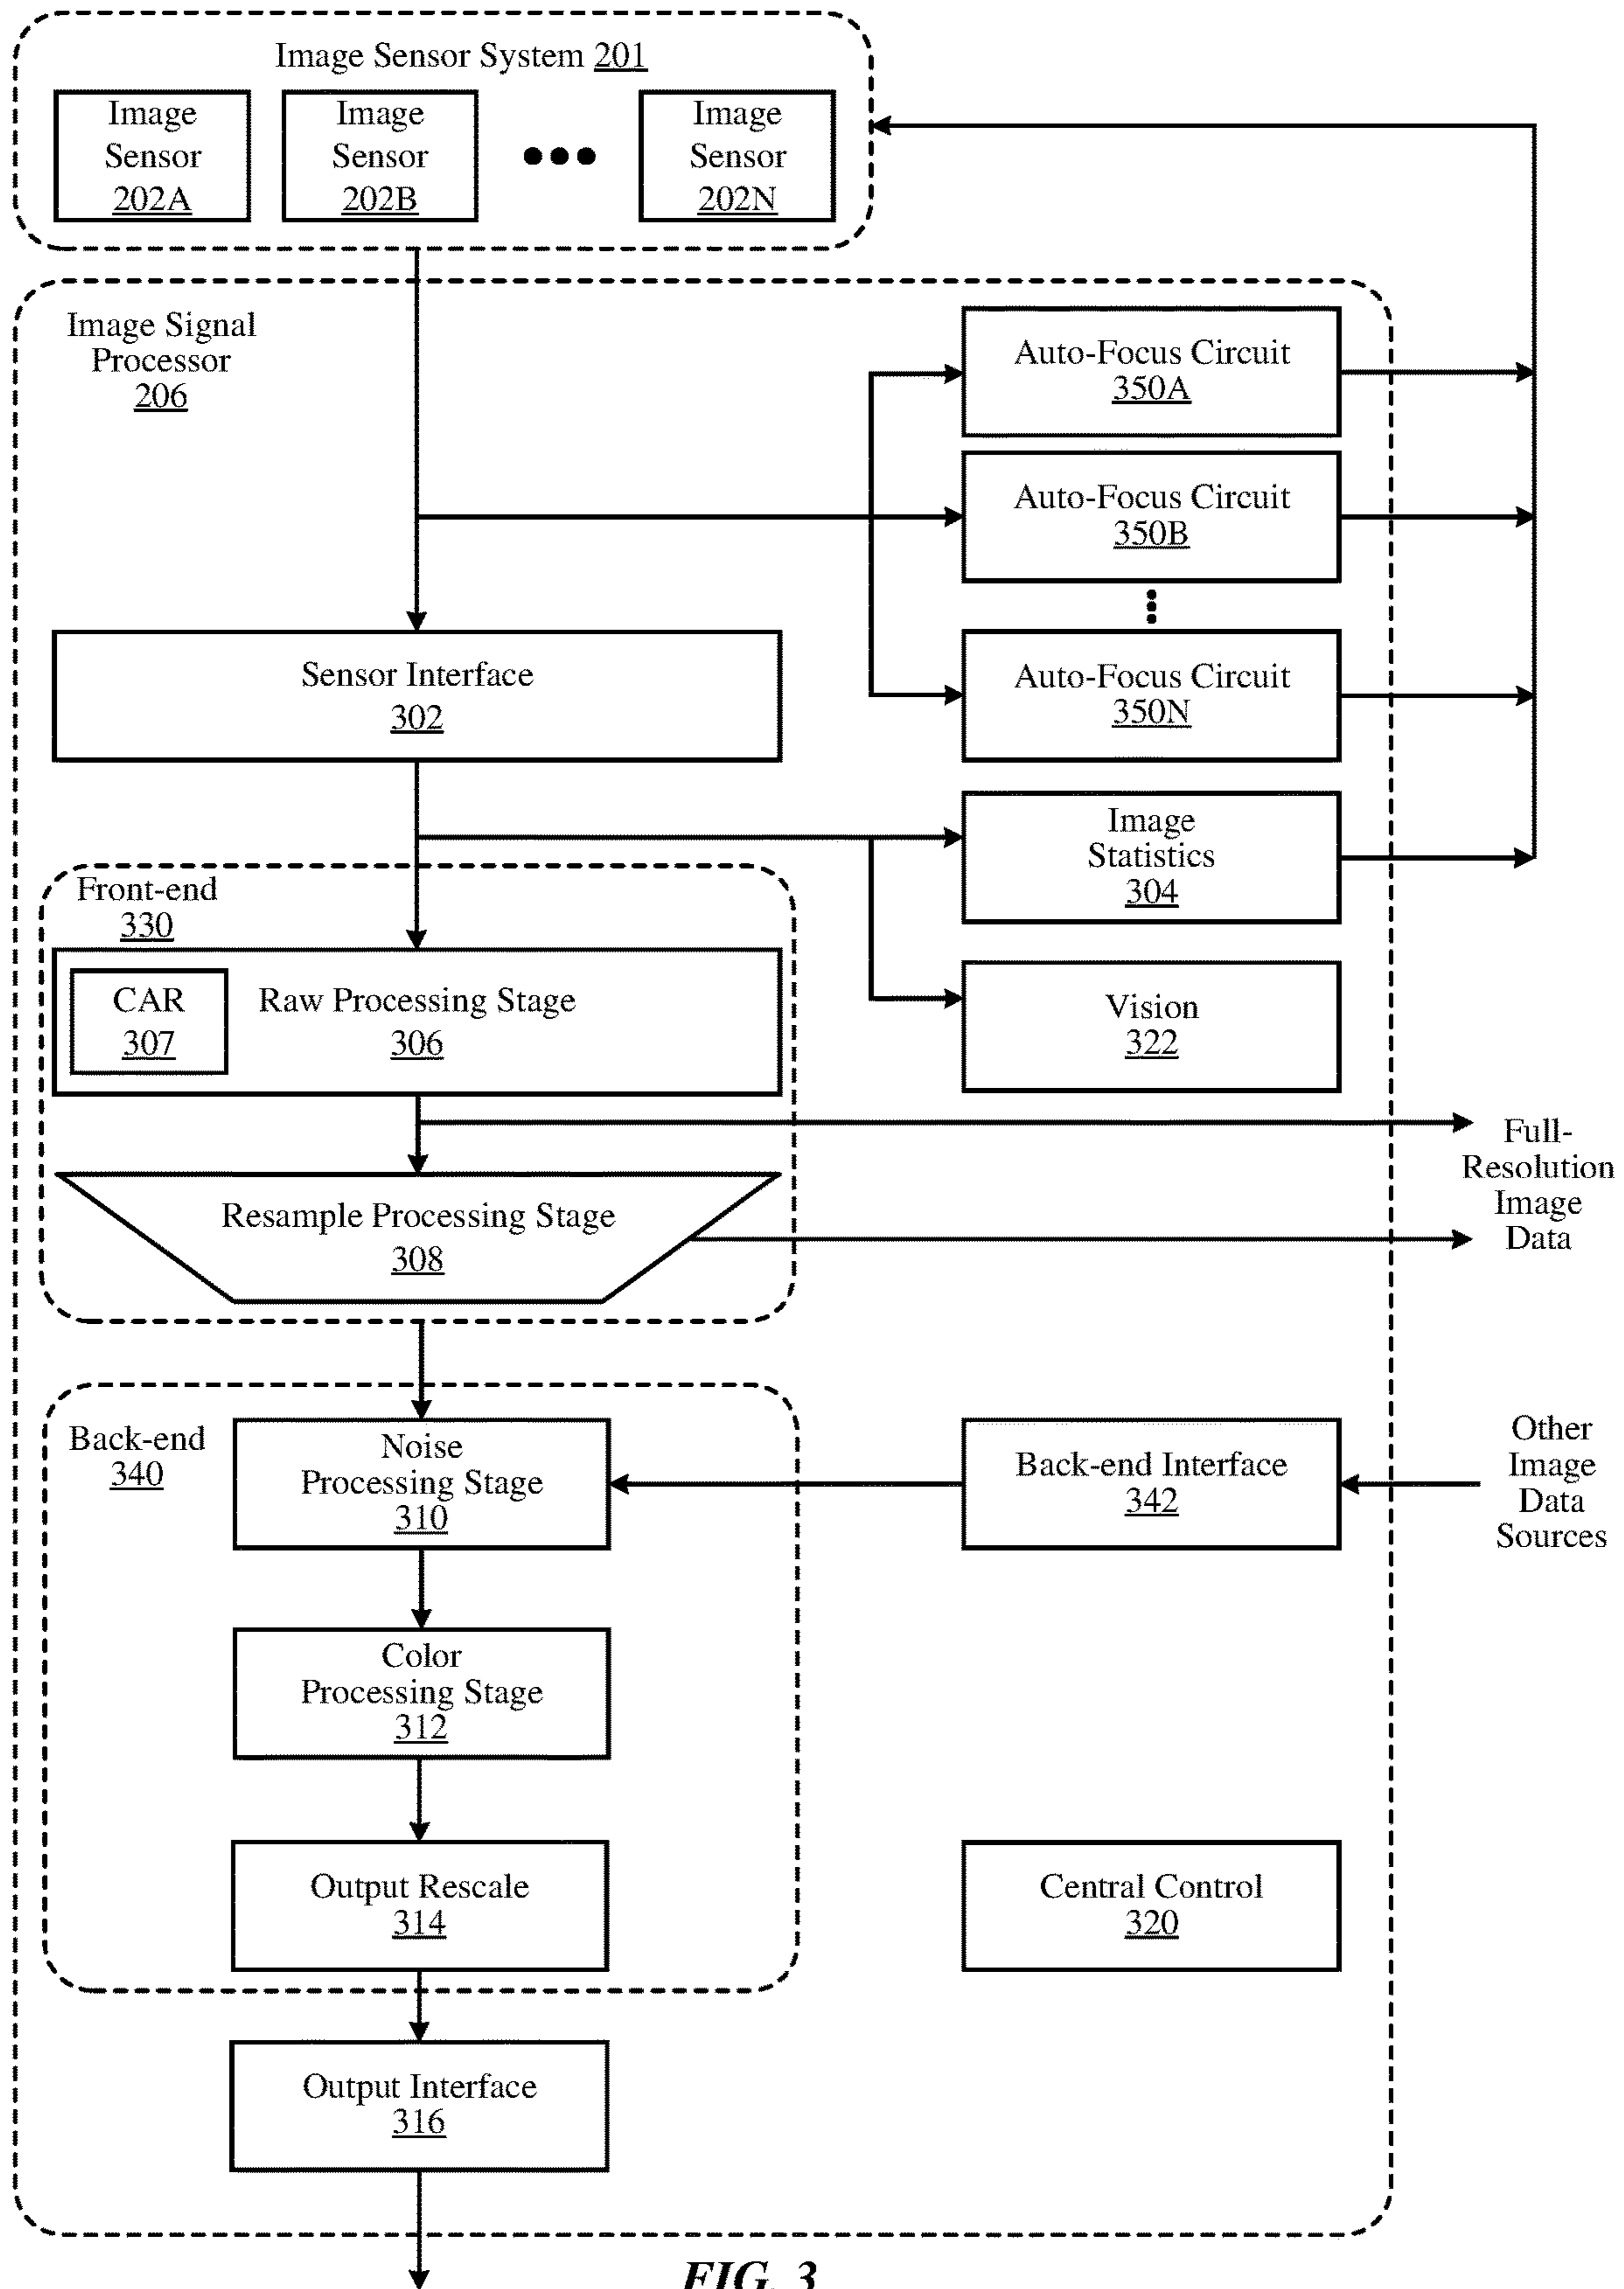 Image Sensor System 201
Image
Sensor
202A
Image
Sensor
202B
Image
Sensor
202N
Image Signal
Processor
206
Auto-Focus Circuit
350A
Auto-Focus Circuit
350B
Auto-Focus Circuit
350N
Sensor Interface
302
Image
Statistics
304
Front-end
330
CAR
307
Raw Processing Stage
306
Vision
322
Full-
Resolution
Image
Data
Resample Processing Stage
308
Back-end
340
Noise
Processing Stage
310
Back-end Interface
342
Other
Image
Data
Sources
Color
Processing Stage
312
Output Rescale
314
Central Control
320
Output Interface
316
FIG. 3